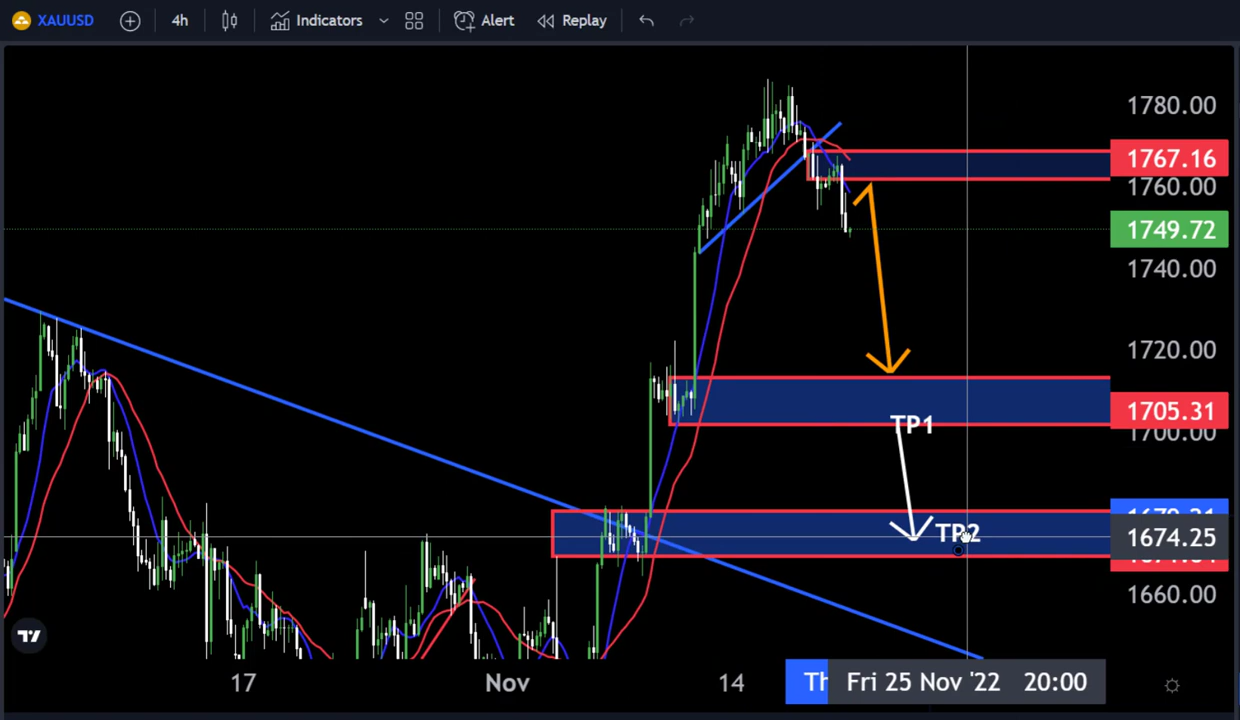 XAUUSD 4h Indicators Alert Replay
1780.00
1767.16
1760.00
1749.72
1740.00
1720.00
1705.31
TP1
1700.00
TP2
1674.25
1660.00
17 Nov 14 Th Fri 25 Nov '22 20:00